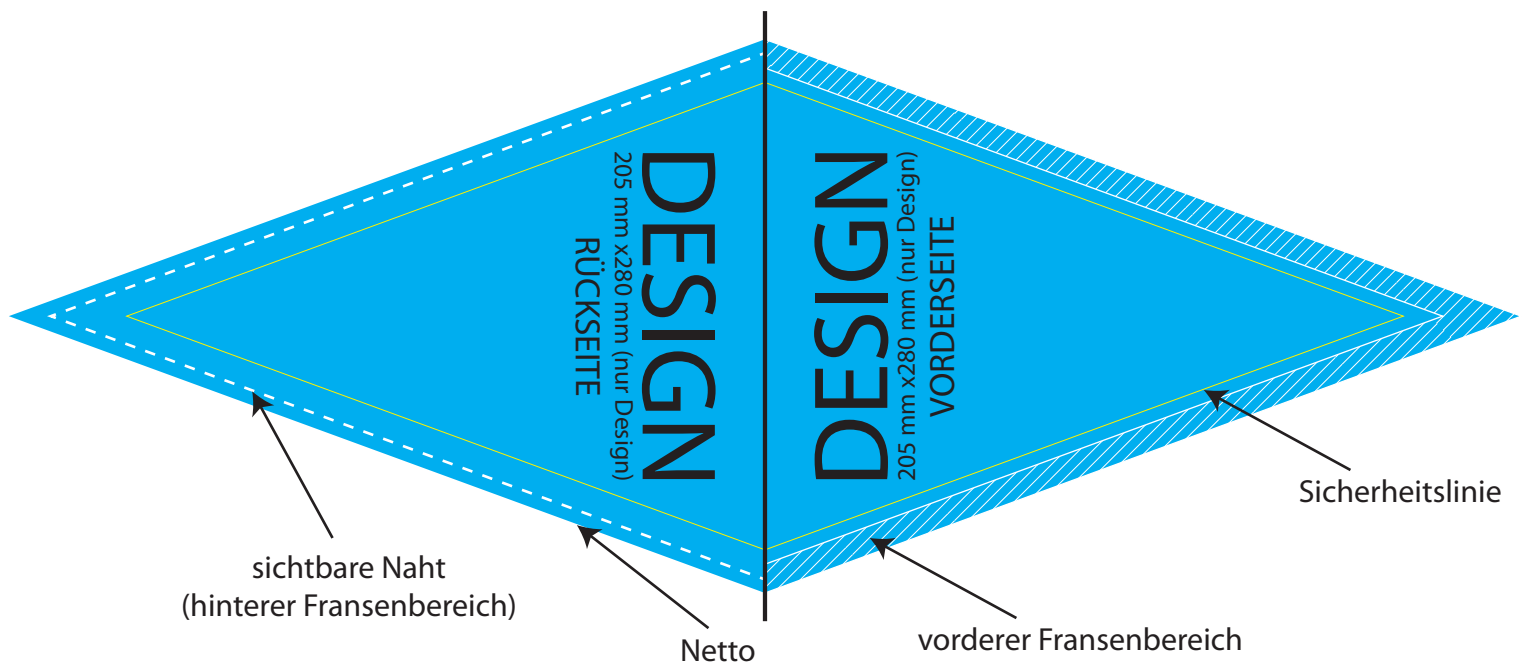 DESIGN
205 mm x280 mm (nur Design)
RÜCKSEITE
DESIGN
205 mm x280 mm (nur Design)
VORDERSEITE
Sicherheitslinie
sichtbare Naht
(hinterer Fransenbereich)
Netto
vorderer Fransenbereich